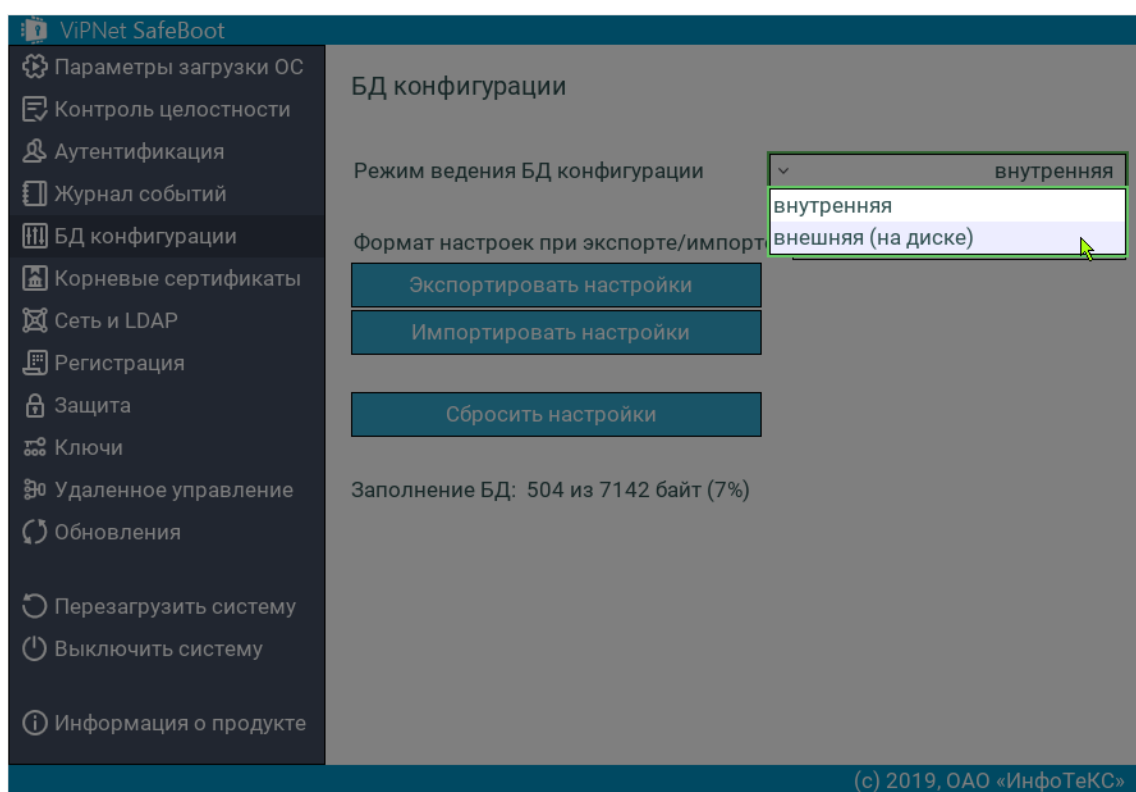 ViPNet SafeBoot
Параметры загрузки ОС
Контроль целостности
Аутентификация
Журнал событий
БД конфигурации
Корневые сертификаты
Сеть и LDAP
Регистрация
Защита
Ключи
Удаленное управление
Обновления
Перезагрузить систему
Выключить систему
Информация о продукте
БД конфигурации
Режим ведения БД конфигурации
внутренняя
внутренняя
внешняя (на диске)
Формат настроек при экспорте/импорте
Экспортировать настройки
Импортировать настройки
Сбросить настройки
Заполнение БД: 504 из 7142 байт (7%)
(c) 2019, ОАО «ИнфоТеКС»